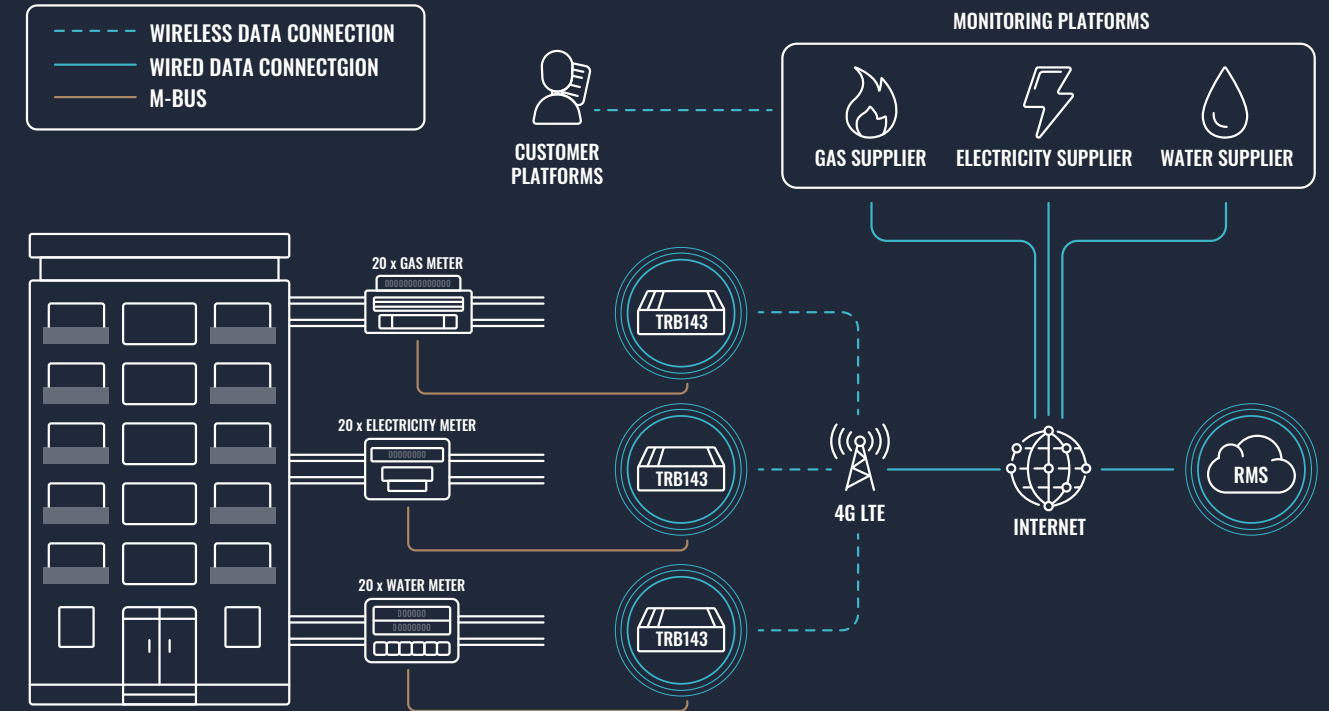 WIRELESS DATA CONNECTION
WIRED DATA CONNECTGION
M-BUS
CUSTOMER
PLATFORMS
MONITORING PLATFORMS
GAS SUPPLIER
ELECTRICITY SUPPLIER
WATER SUPPLIER
20 x GAS METER
TRB143
20 x ELECTRICITY METER
TRB143
20 x WATER METER
TRB143
4G LTE
INTERNET
RMS